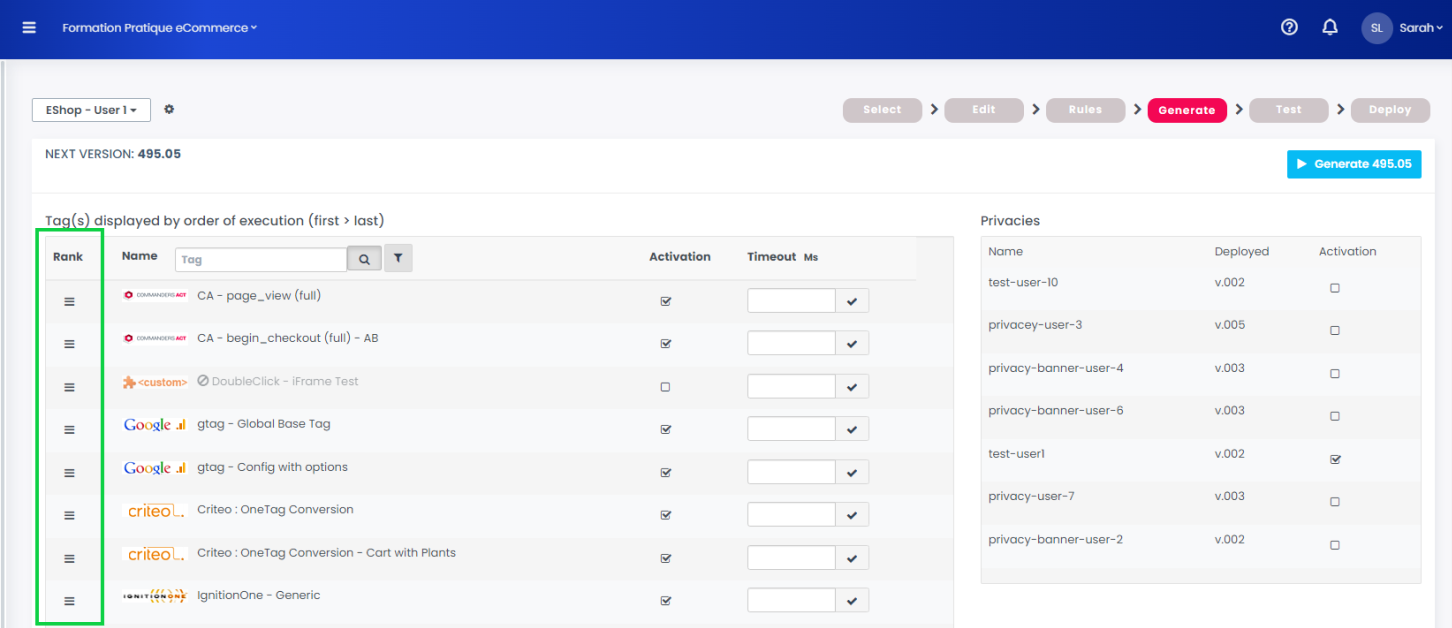 Formation Pratique eCommerce
SL Sarah
EShop - User 1
Select Edit Rules Generate Test Deploy
NEXT VERSION: 495.05
Generate 495.05
Tag(s) displayed by order of execution (first > last)
Rank Name Tag Activation Timeout Ms
COMMANDERS ACT CA - page_view (full)
COMMANDERS ACT CA - begin_checkout (full) - AB
<custom> DoubleClick - iFrame Test
Google gtag - Global Base Tag
Google gtag - Config with options
criteo Criteo : OneTag Conversion
criteo Criteo : OneTag Conversion - Cart with Plants
IGNITIONONE IgnitionOne - Generic
Privacies
Name Deployed Activation
test-user-10 v.002
privacey-user-3 v.005
privacy-banner-user-4 v.003
privacy-banner-user-6 v.003
test-user1 v.002
privacy-user-7 v.003
privacy-banner-user-2 v.002